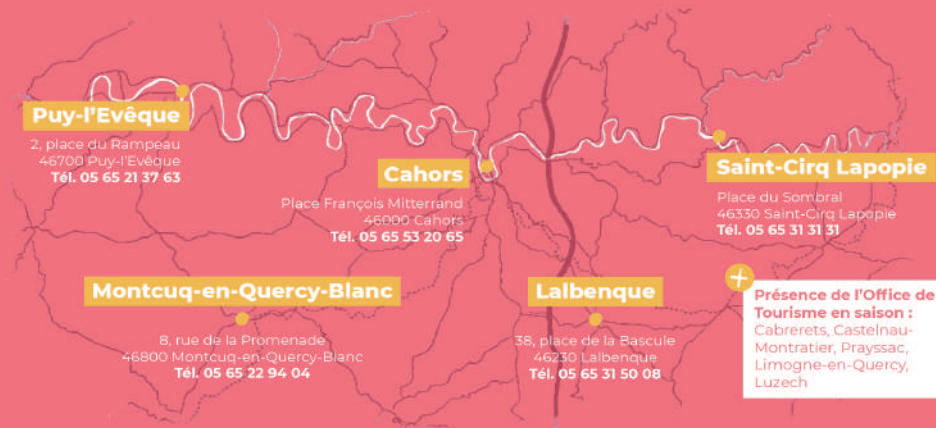 Puy-l'Evêque
2, place du Rampeau
46700 Puy-l'Evêque
Tél. 05 65 21 37 63
Cahors
Place François Mitterrand
46000 Cahors
Tél. 05 65 53 20 65
Saint-Cirq Lapopie
Place du Sombral
46330 Saint-Cirq Lapopie
Tél. 05 65 31 31 31
Montcuq-en-Quercy-Blanc
8, rue de la Promenade
46800 Montcuq-en-Quercy-Blanc
Tél. 05 65 22 94 04
Lalbenque
38, place de la Bascule
46230 Lalbenque
Tél. 05 65 31 50 08
+
Présence de l'Office de
Tourisme en saison :
Cabrerets, Castelnau-
Montratier, Prayssac,
Limogne-en-Quercy,
Luzech